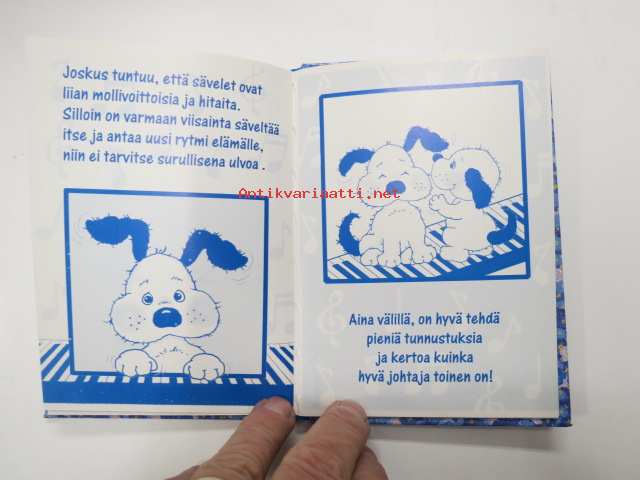 Joskus tuntuu, että sävelet ovat
liian mollivoittoisia ja hitaita.
Silloin on varmaan viisainta säveltää
itse ja antaa uusi rytmi elämälle,
niin ei tarvitse surullisena ulvoa .
Antikvariaatti.net
Aina välillä, on hyvä tehdä
pieniä tunnustuksia
ja kertoa kuinka
hyvä johtaja toinen on!